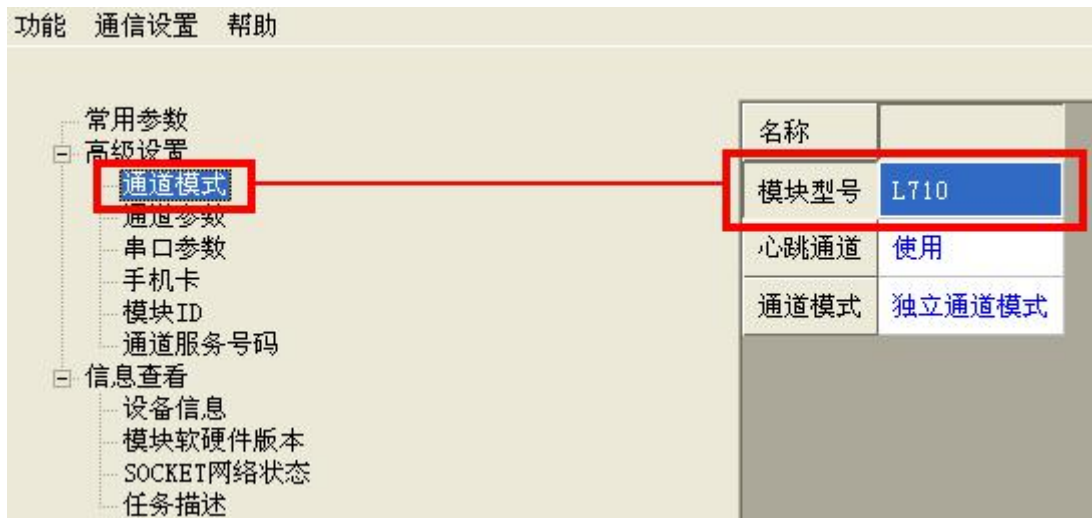 功能 通信设置 帮助
常用参数
高级设置
通道模式
通道参数
串口参数
手机卡
模块ID
通道服务号码
信息查看
设备信息
模块软硬件版本
SOCKET网络状态
任务描述
名称
模块型号 L710
心跳通道 使用
通道模式 独立通道模式